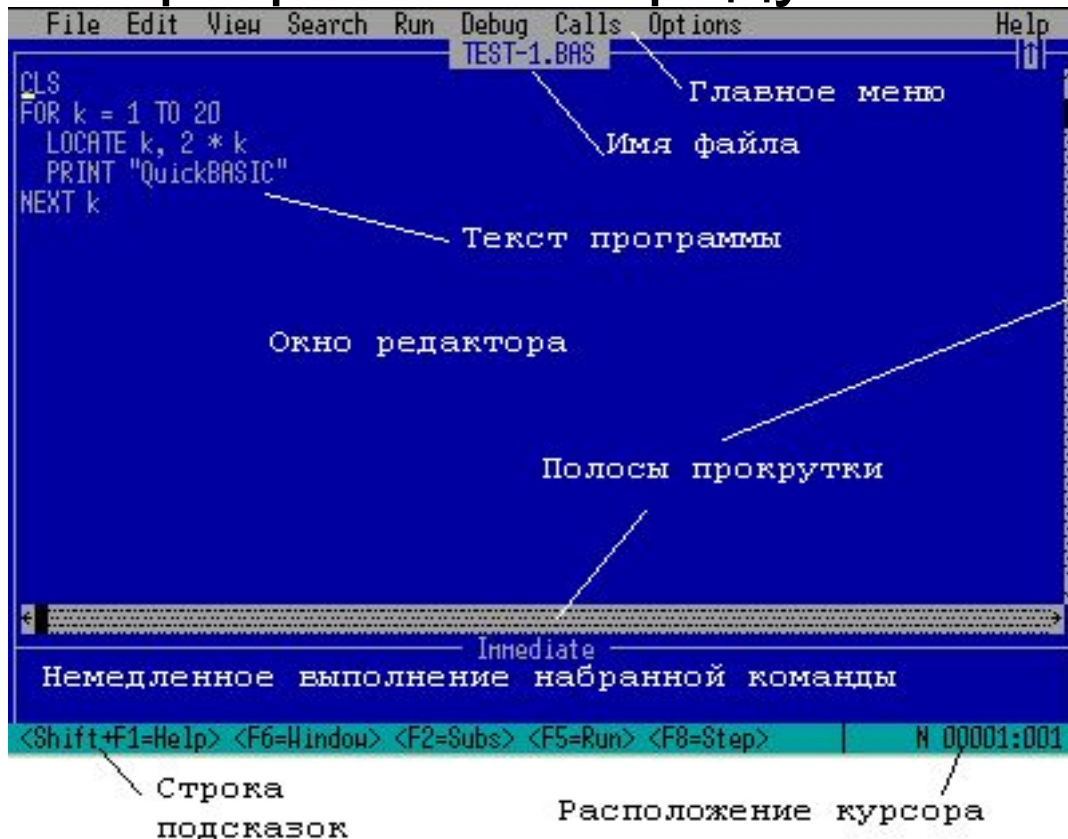 File Edit View Search Run Debug Calls Options Help
TEST-1.BAS
CLS
FOR k = 1 TO 20
LOCATE k, 2 * k
PRINT "QuickBASIC"
NEXT k
Главное меню
Имя файла
Текст программы
Окно редактора
Полосы прокрутки
Immediate
Немедленное выполнение набранной команды
<Shift+F1=Help> <F6=Window> <F2=Subs> <F5=Run> <F8=Step> N 00001:001
Строка
подсказок
Расположение курсора